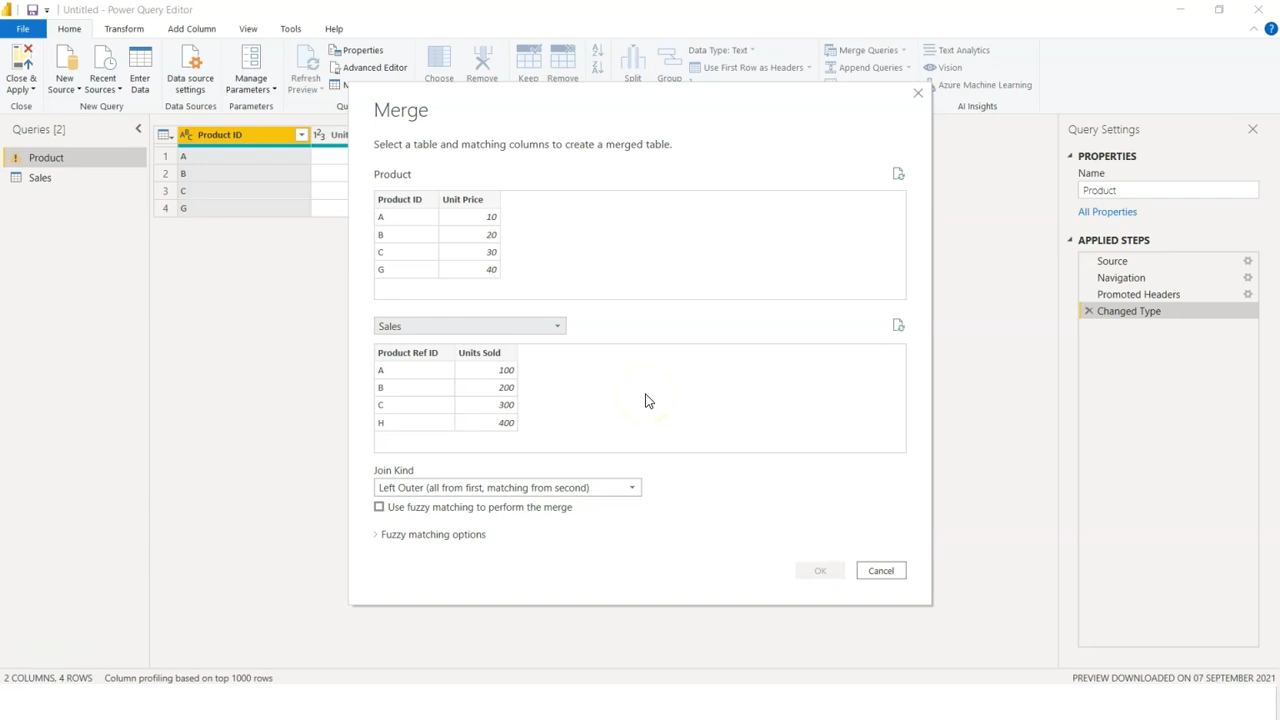 Untitled - Power Query Editor
File Home Transform Add Column View Tools Help
Close & Apply
New Source
Recent Sources
Enter Data
Data source settings
Manage Parameters
Refresh Preview
Properties
Advanced Editor
Choose
Remove
Keep
Remove
Split
Group
Data Type: Text
Use First Row as Headers
Merge Queries
Append Queries
Text Analytics
Vision
Azure Machine Learning
Close
New Query
Data Sources
Parameters
AI Insights
Queries [2]
Product
Sales
Product ID
1 A
2 B
3 C
4 G
Merge
Select a table and matching columns to create a merged table.
Product
Product ID Unit Price
A 10
B 20
C 30
G 40
Sales
Product Ref ID Units Sold
A 100
B 200
C 300
H 400
Join Kind
Left Outer (all from first, matching from second)
Use fuzzy matching to perform the merge
Fuzzy matching options
OK Cancel
Query Settings
PROPERTIES
Name
Product
All Properties
APPLIED STEPS
Source
Navigation
Promoted Headers
Changed Type
2 COLUMNS, 4 ROWS Column profiling based on top 1000 rows
PREVIEW DOWNLOADED ON 07 SEPTEMBER 2021